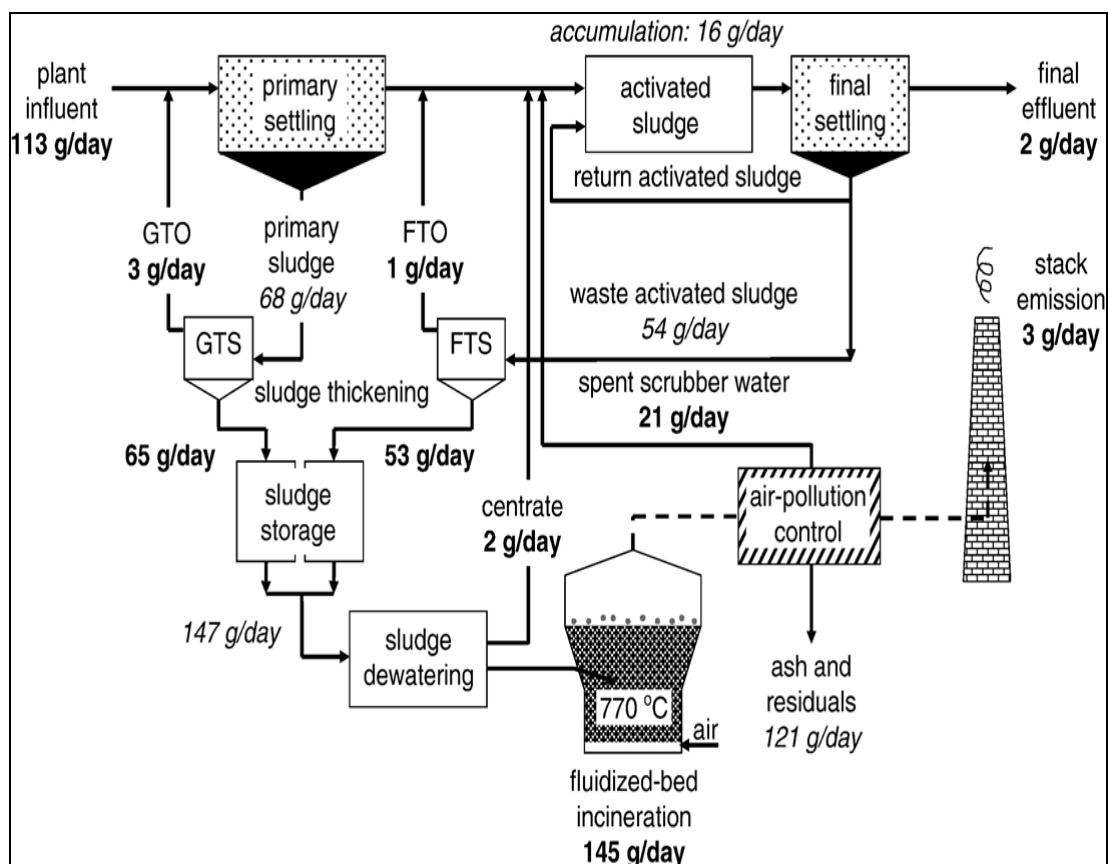 accumulation: 16 g/day
plant
influent
113 g/day
primary
settling
activated
sludge
final
settling
final
effluent
2 g/day
return activated sludge
GTO
3 g/day
primary
sludge
68 g/day
FTO
1 g/day
waste activated sludge
54 g/day
stack
emission
3 g/day
GTS
FTS
sludge thickening
spent scrubber water
21 g/day
65 g/day
53 g/day
sludge
storage
centrate
2 g/day
air-pollution
control
147 g/day
sludge
dewatering
770 °C
air
ash and
residuals
121 g/day
fluidized-bed
incineration
145 g/day